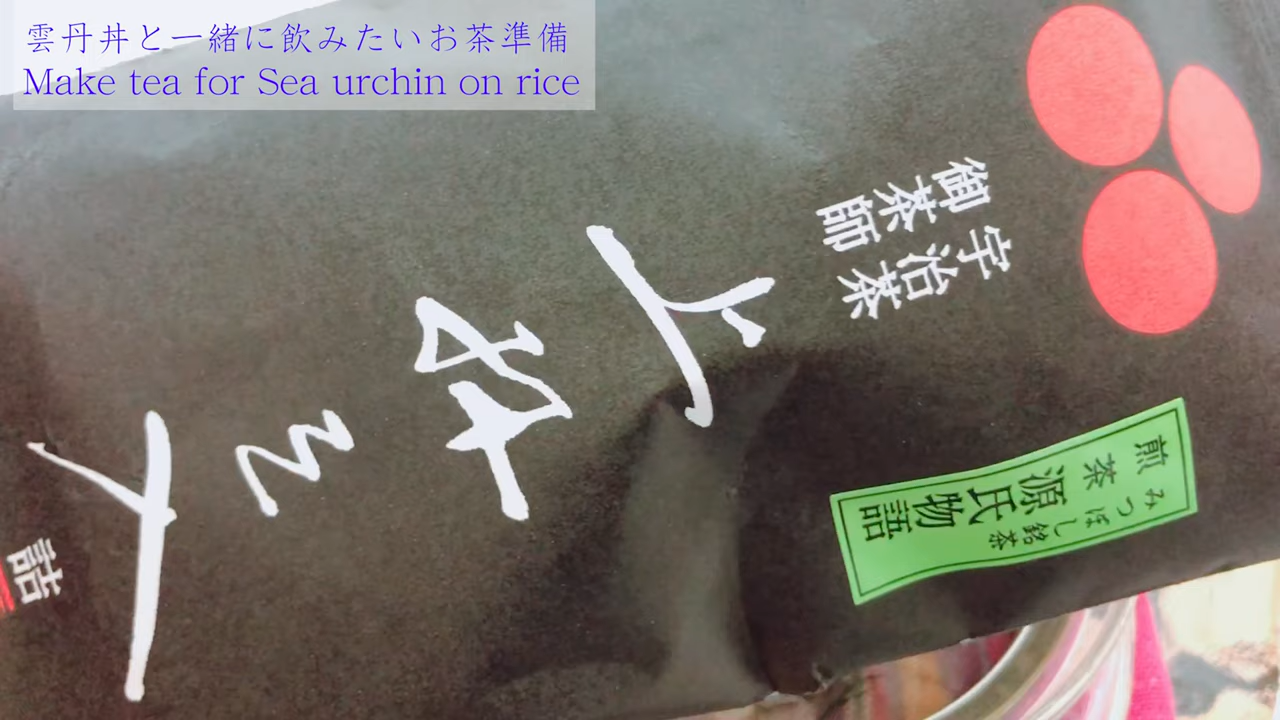 雲丹丼と一緒に飲みたいお茶準備
Make tea for Sea urchin on rice
宇治茶
御茶師
上林三入
詰
煎茶
みつぼし銘茶
源氏物語